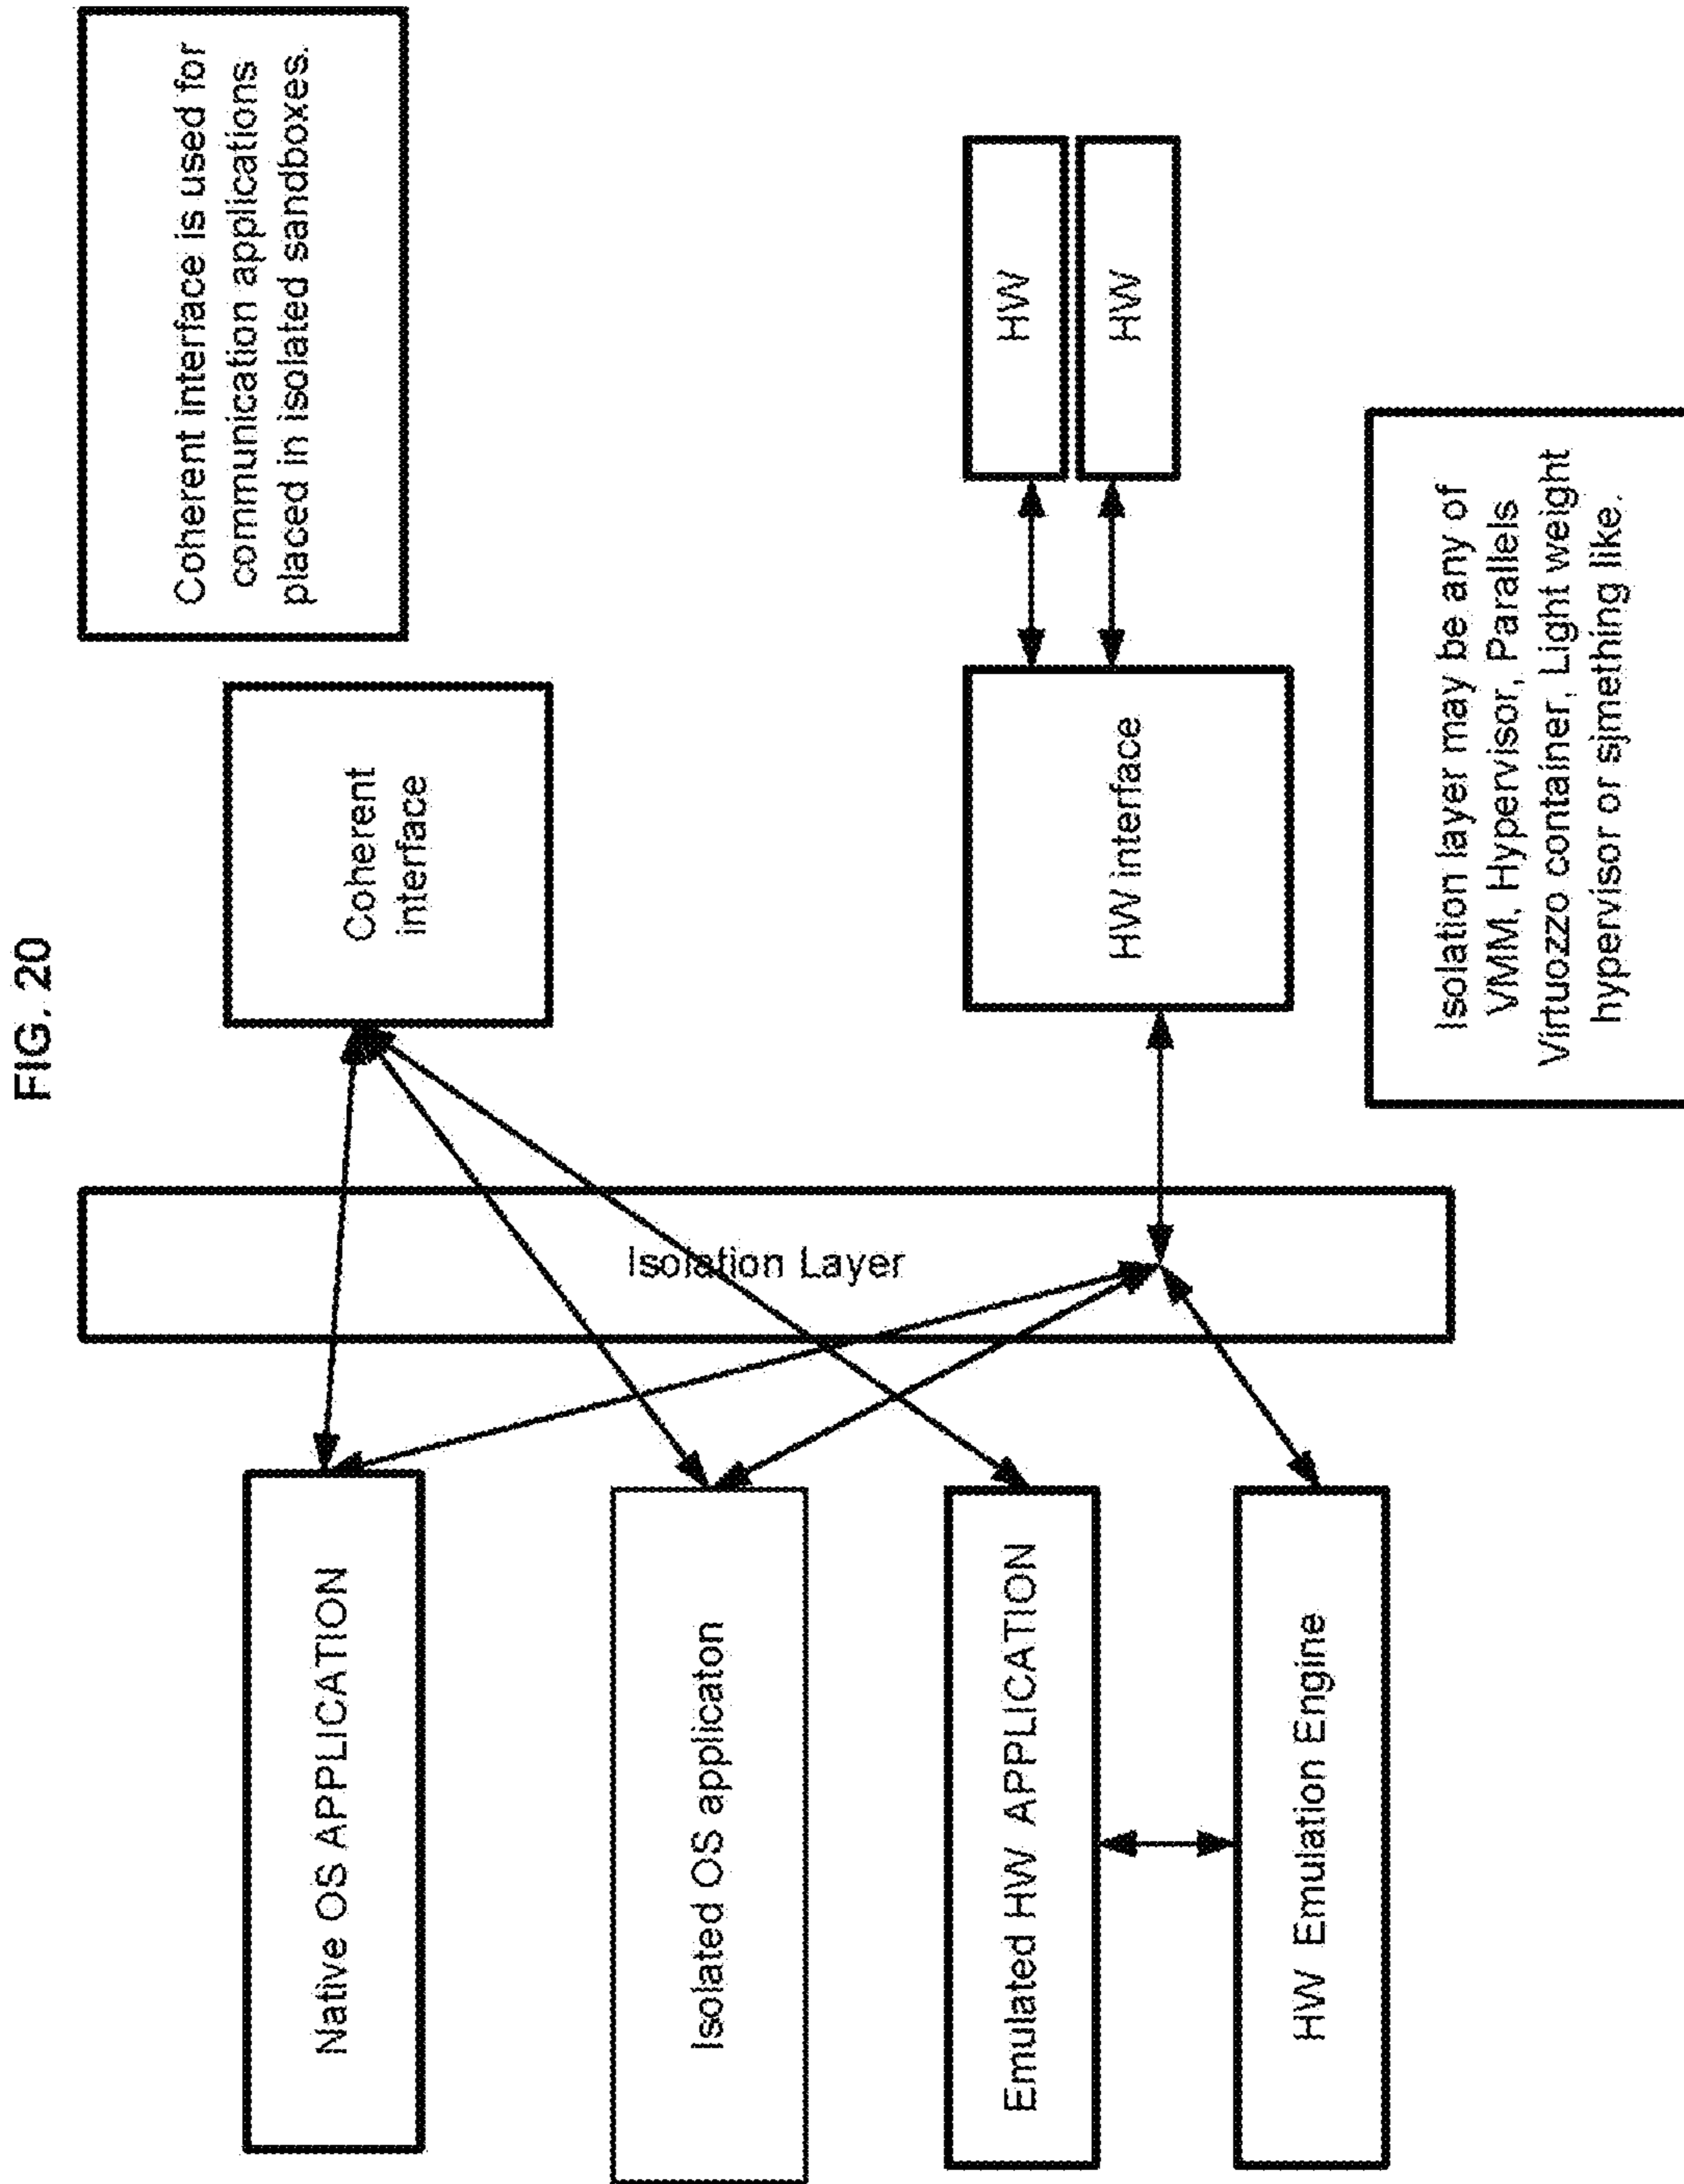 FIG. 20
Native OS APPLICATION
Isolated OS applicaton
Emulated HW APPLICATION
HW Emulation Engine
Isolation Layer
Coherent
interface
HW interface
HW
HW
Coherent interface is used for
communication applications
placed in isolated sandboxes.
Isolation layer may be any of
VMM, Hypervisor, Parallels
Virtuozzo container, Light weight
hypervisor or sjmething like.